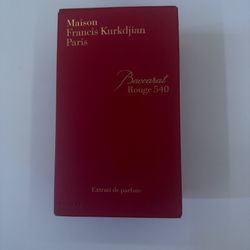 Maison
Francis Kurkdjian
Paris
Baccarat
Rouge 540
Extrait de parfum